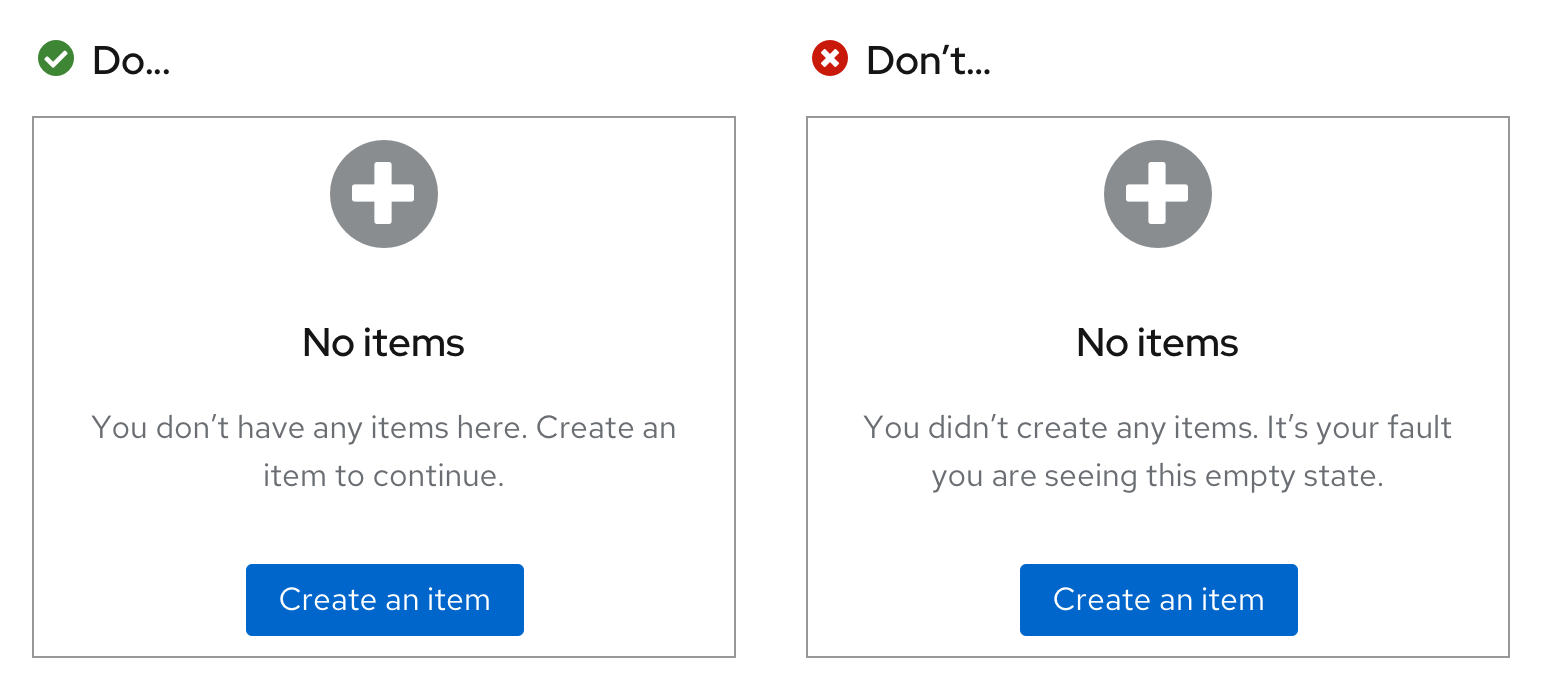 Do...
No items
You don’t have any items here. Create an
item to continue.
Create an item
Don’t...
No items
You didn’t create any items. It’s your fault
you are seeing this empty state.
Create an item